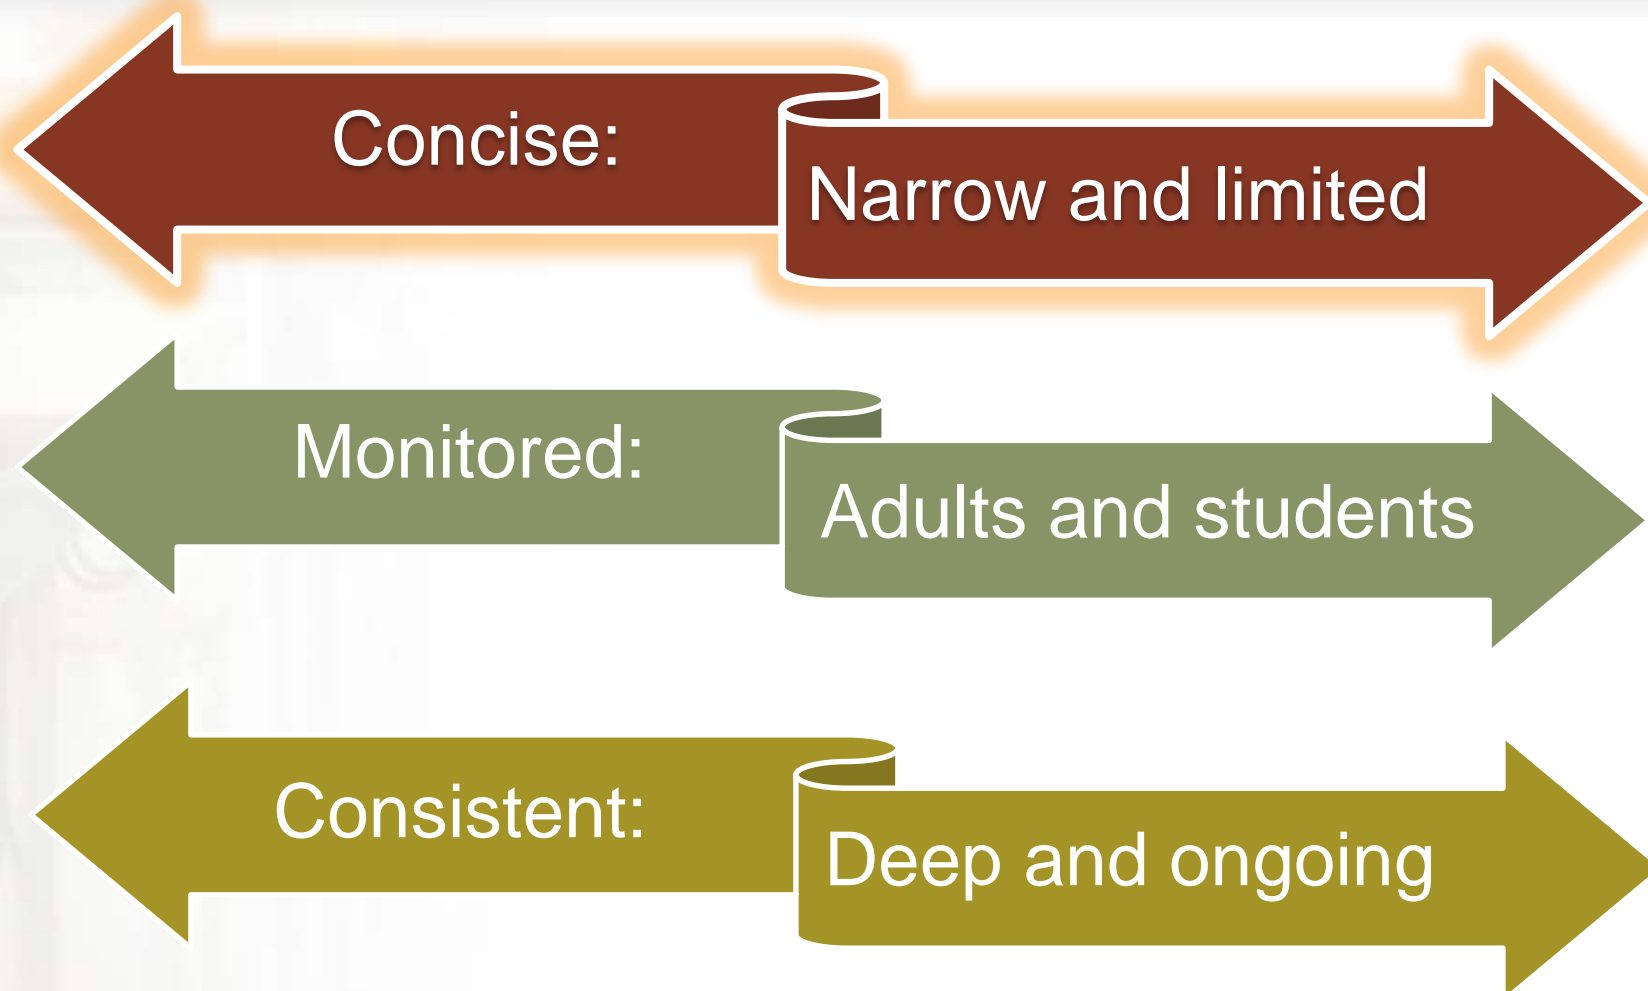 Concise:
Narrow and limited
Monitored:
Adults and students
Consistent:
Deep and ongoing